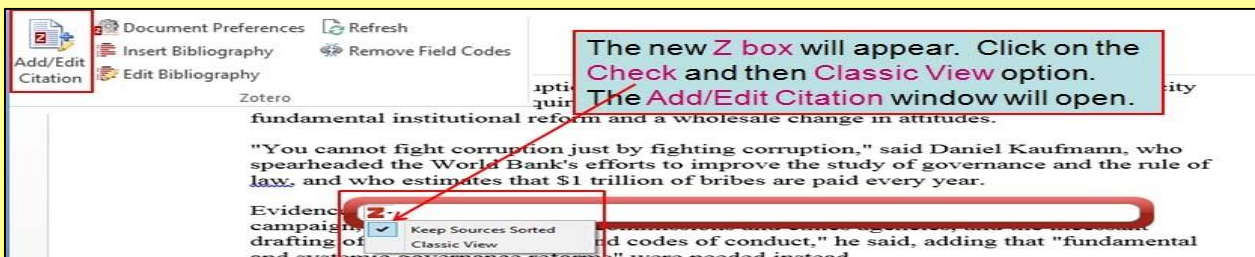 Document Preferences Refresh
Add/Edit Citation
Insert Bibliography Remove Field Codes
Edit Bibliography
Zotero
The new Z box will appear. Click on the
Check and then Classic View option.
The Add/Edit Citation window will open.
fundamental institutional reform and a wholesale change in attitudes.
"You cannot fight corruption just by fighting corruption," said Daniel Kaufmann, who
spearheaded the World Bank's efforts to improve the study of governance and the rule of
law, and who estimates that $1 trillion of bribes are paid every year.
Z
Keep Sources Sorted
campaign,
Classic View
drafting of nd codes of conduct," he said, adding that "fundamental